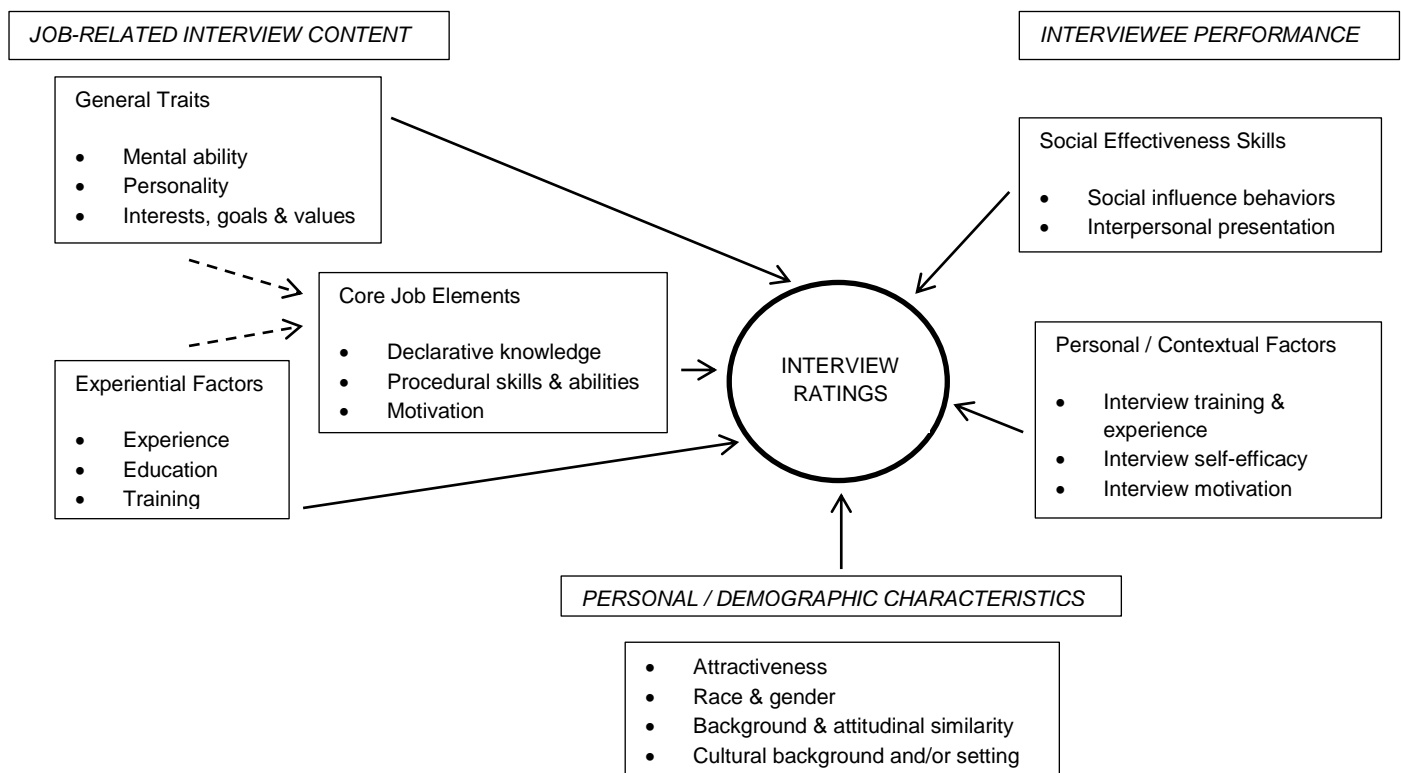 JOB-RELATED INTERVIEW CONTENT
General Traits
• Mental ability
• Personality
• Interests, goals & values
Core Job Elements
• Declarative knowledge
• Procedural skills & abilities
• Motivation
Experiential Factors
• Experience
• Education
• Training
INTERVIEW
RATINGS
INTERVIEWEE PERFORMANCE
Social Effectiveness Skills
• Social influence behaviors
• Interpersonal presentation
Personal / Contextual Factors
• Interview training &
experience
• Interview self-efficacy
• Interview motivation
PERSONAL / DEMOGRAPHIC CHARACTERISTICS
• Attractiveness
• Race & gender
• Background & attitudinal similarity
• Cultural background and/or setting